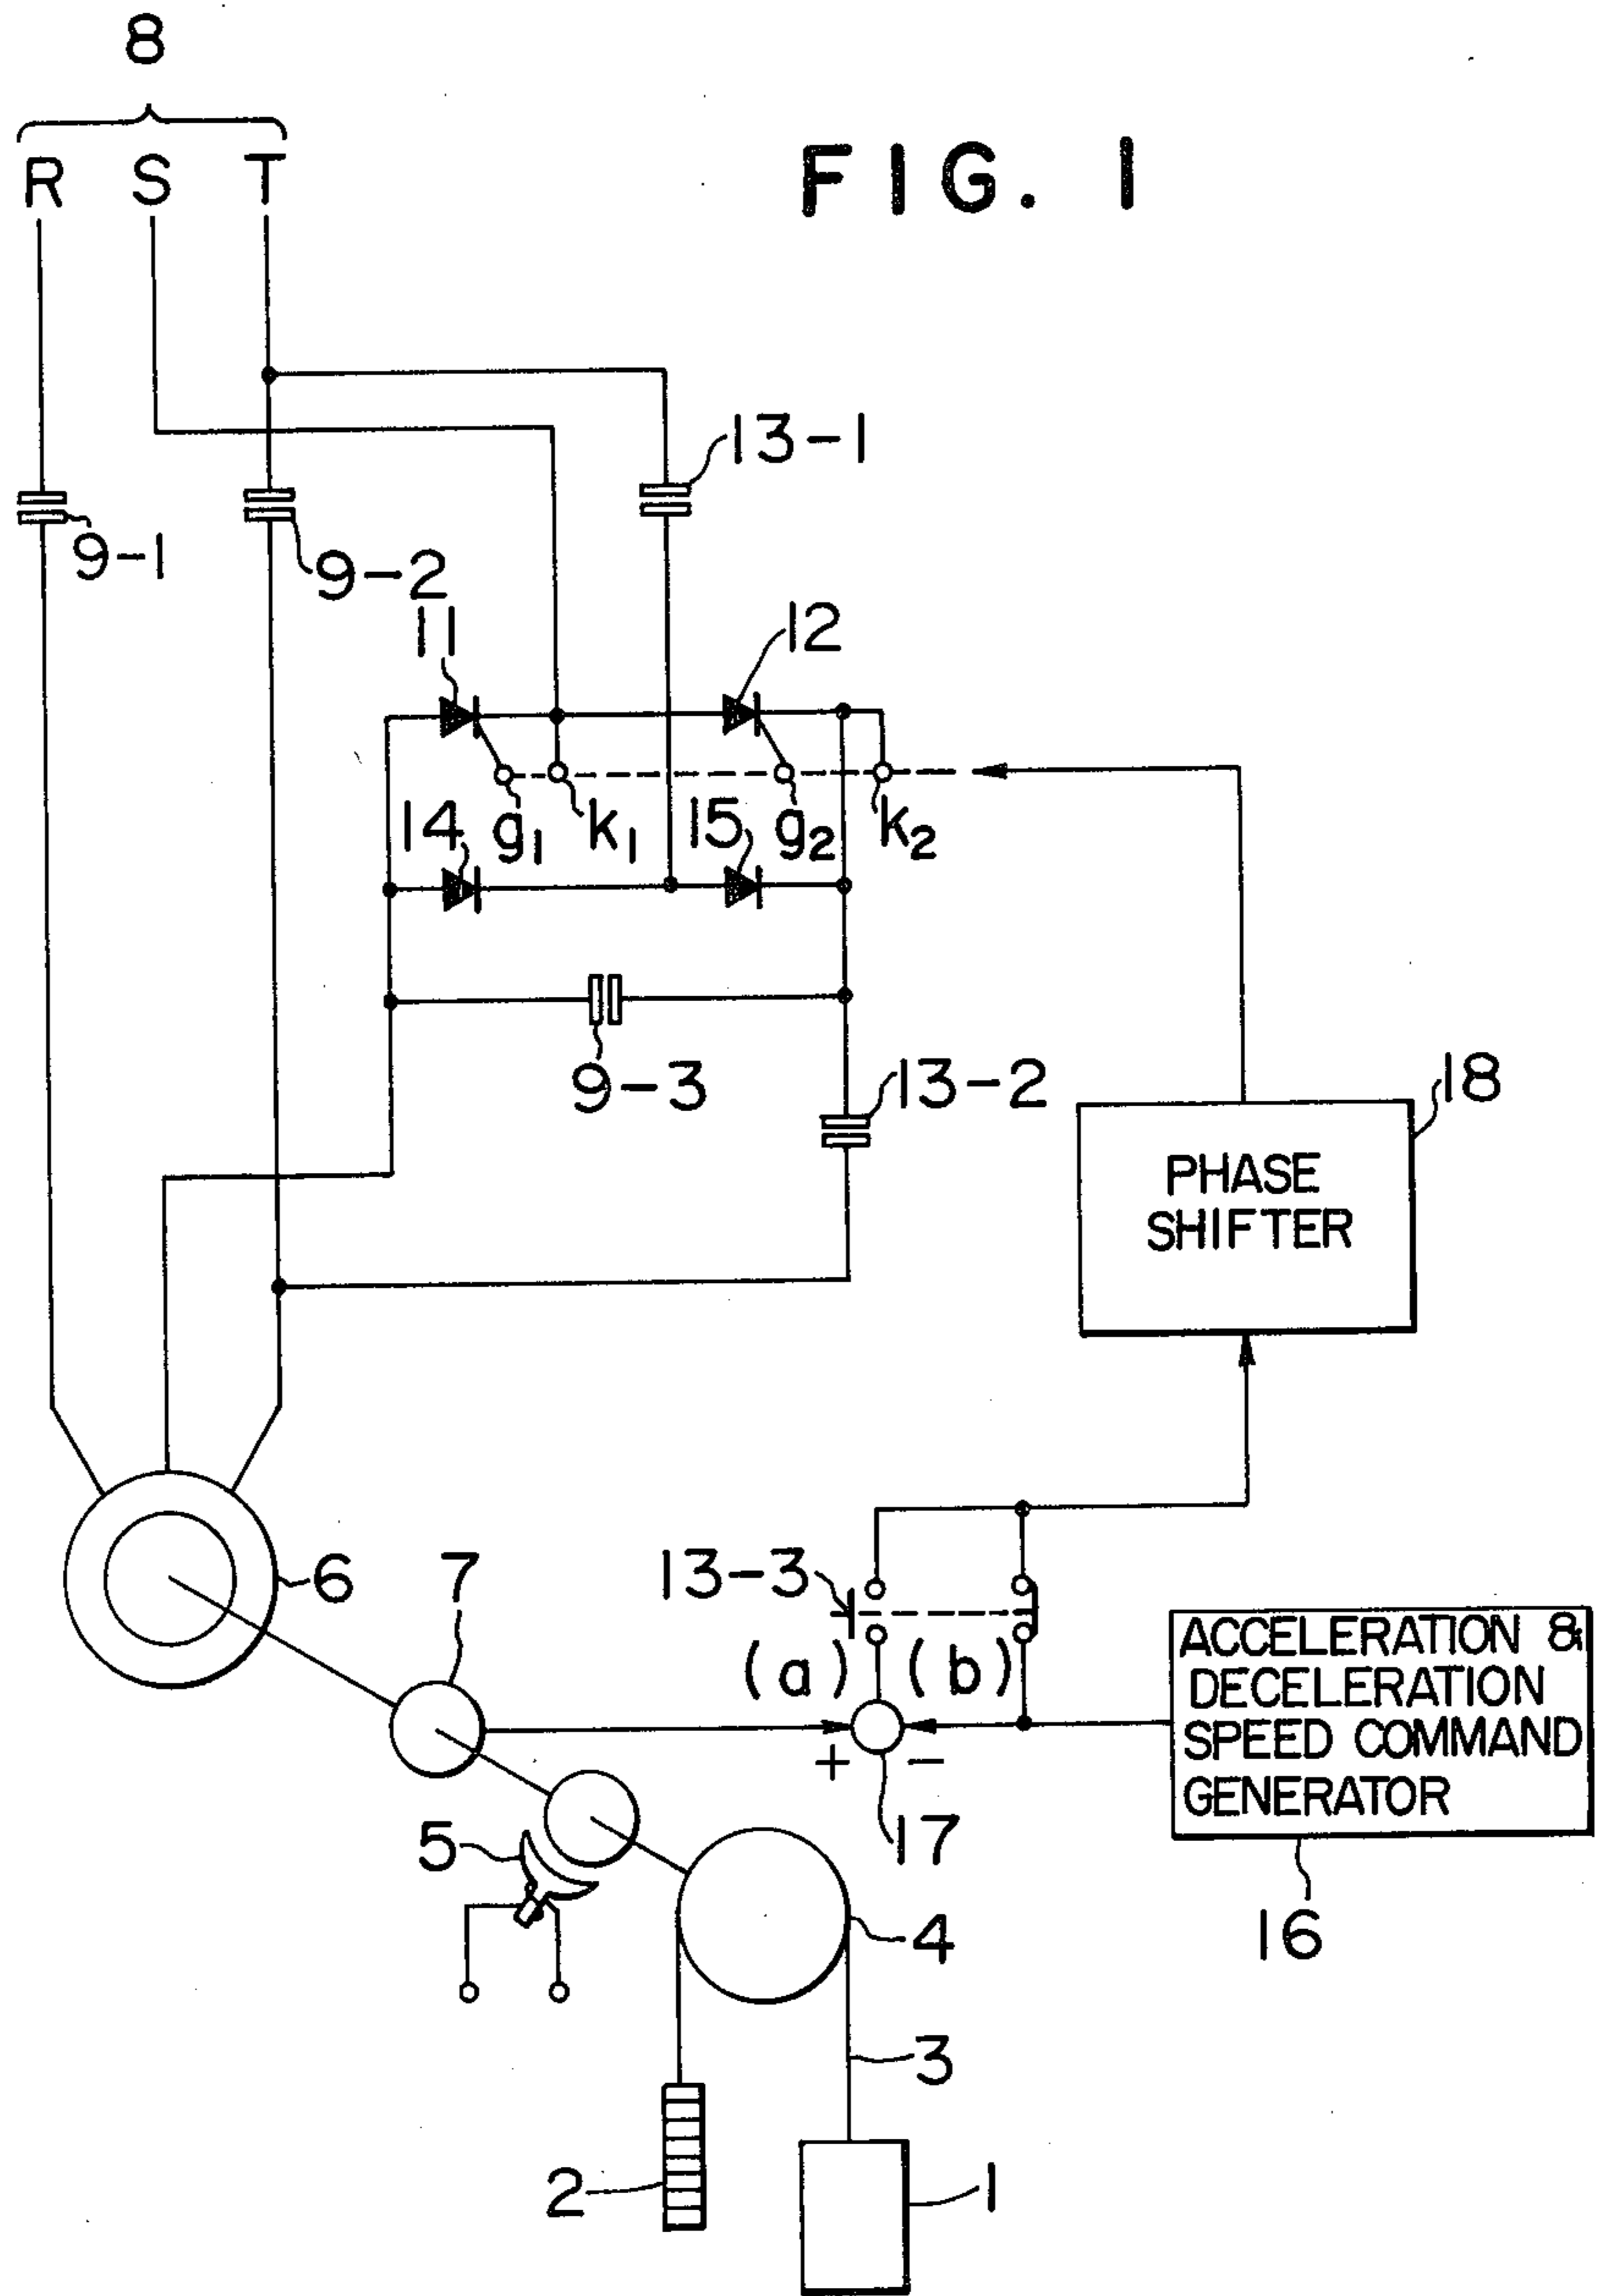 8
R S T
FIG. 1
13-1
9-1
9-2
11
12
14
g1
k1
15
g2
k2
9-3
13-2
18
PHASE
SHIFTER
6
7
13-3
(a)
(b)
+
-
ACCELERATION &
DECELERATION
SPEED COMMAND
GENERATOR
5
17
4
16
3
2
1